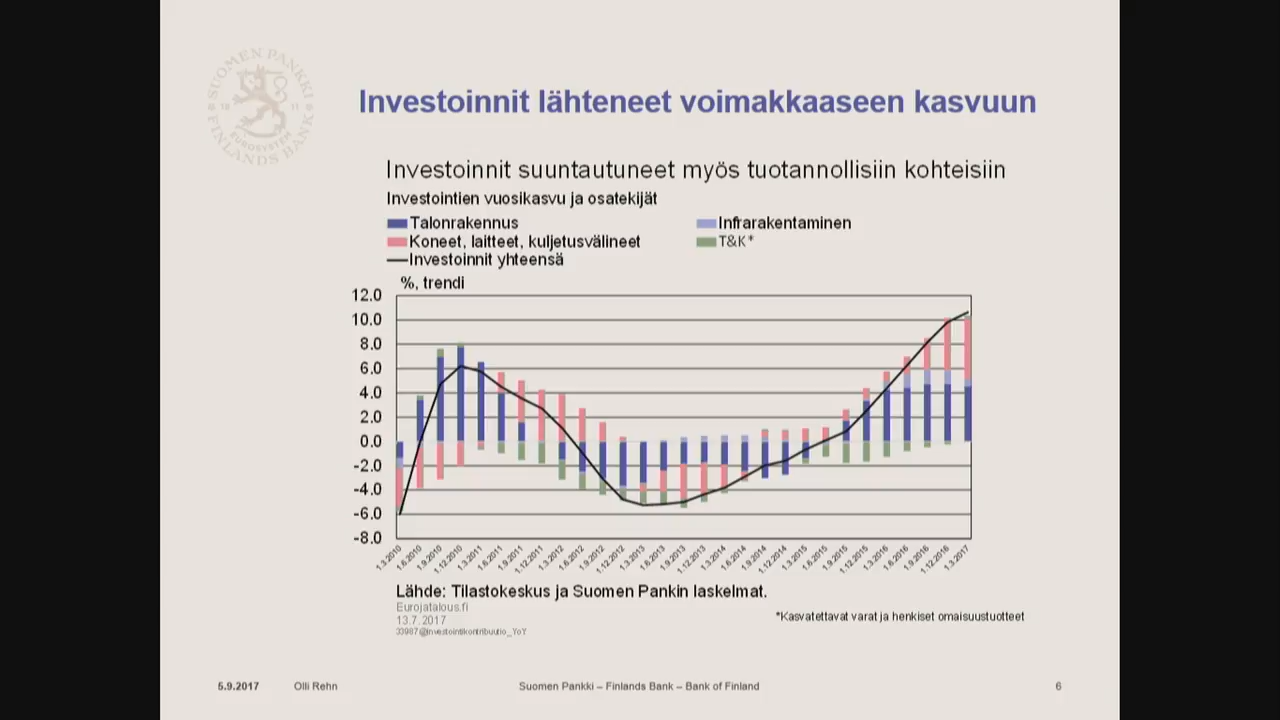 SUOMEN PANKKI
18 11
EUROSYSTEM
FINLANDS BANK
Investoinnit lähteneet voimakkaaseen kasvuun
Investoinnit suuntautuneet myös tuotannollisiin kohteisiin
Investointien vuosikasvu ja osatekijät
Talonrakennus
Infrarakentaminen
Koneet, laitteet, kuljetusvälineet
T&K*
Investoinnit yhteensä
%, trendi
12.0
10.0
8.0
6.0
4.0
2.0
0.0
-2.0
-4.0
-6.0
-8.0
1.3.2010 1.6.2010 1.9.2010 1.12.2010 1.3.2011 1.6.2011 1.9.2011 1.12.2011 1.3.2012 1.6.2012 1.9.2012 1.12.2012 1.3.2013 1.6.2013 1.9.2013 1.12.2013 1.3.2014 1.6.2014 1.9.2014 1.12.2014 1.3.2015 1.6.2015 1.9.2015 1.12.2015 1.3.2016 1.6.2016 1.9.2016 1.12.2016 1.3.2017
Lähde: Tilastokeskus ja Suomen Pankin laskelmat.
Eurojatalous.fi
13.7.2017
33987@Investointikontribuutio_YoY
*Kasvatettavat varat ja henkiset omaisuustuotteet
5.9.2017 Olli Rehn Suomen Pankki – Finlands Bank – Bank of Finland 6